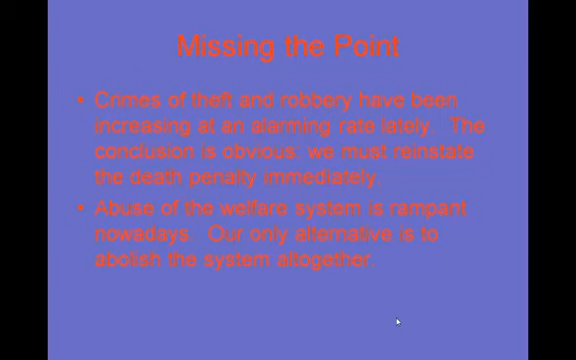 Missing the Point
• Crimes of theft and robbery have been
increasing at an alarming rate lately. The
conclusion is obvious: we must reinstate
the death penalty immediately.
• Abuse of the welfare system is rampant
nowadays. Our only alternative is to
abolish the system altogether.